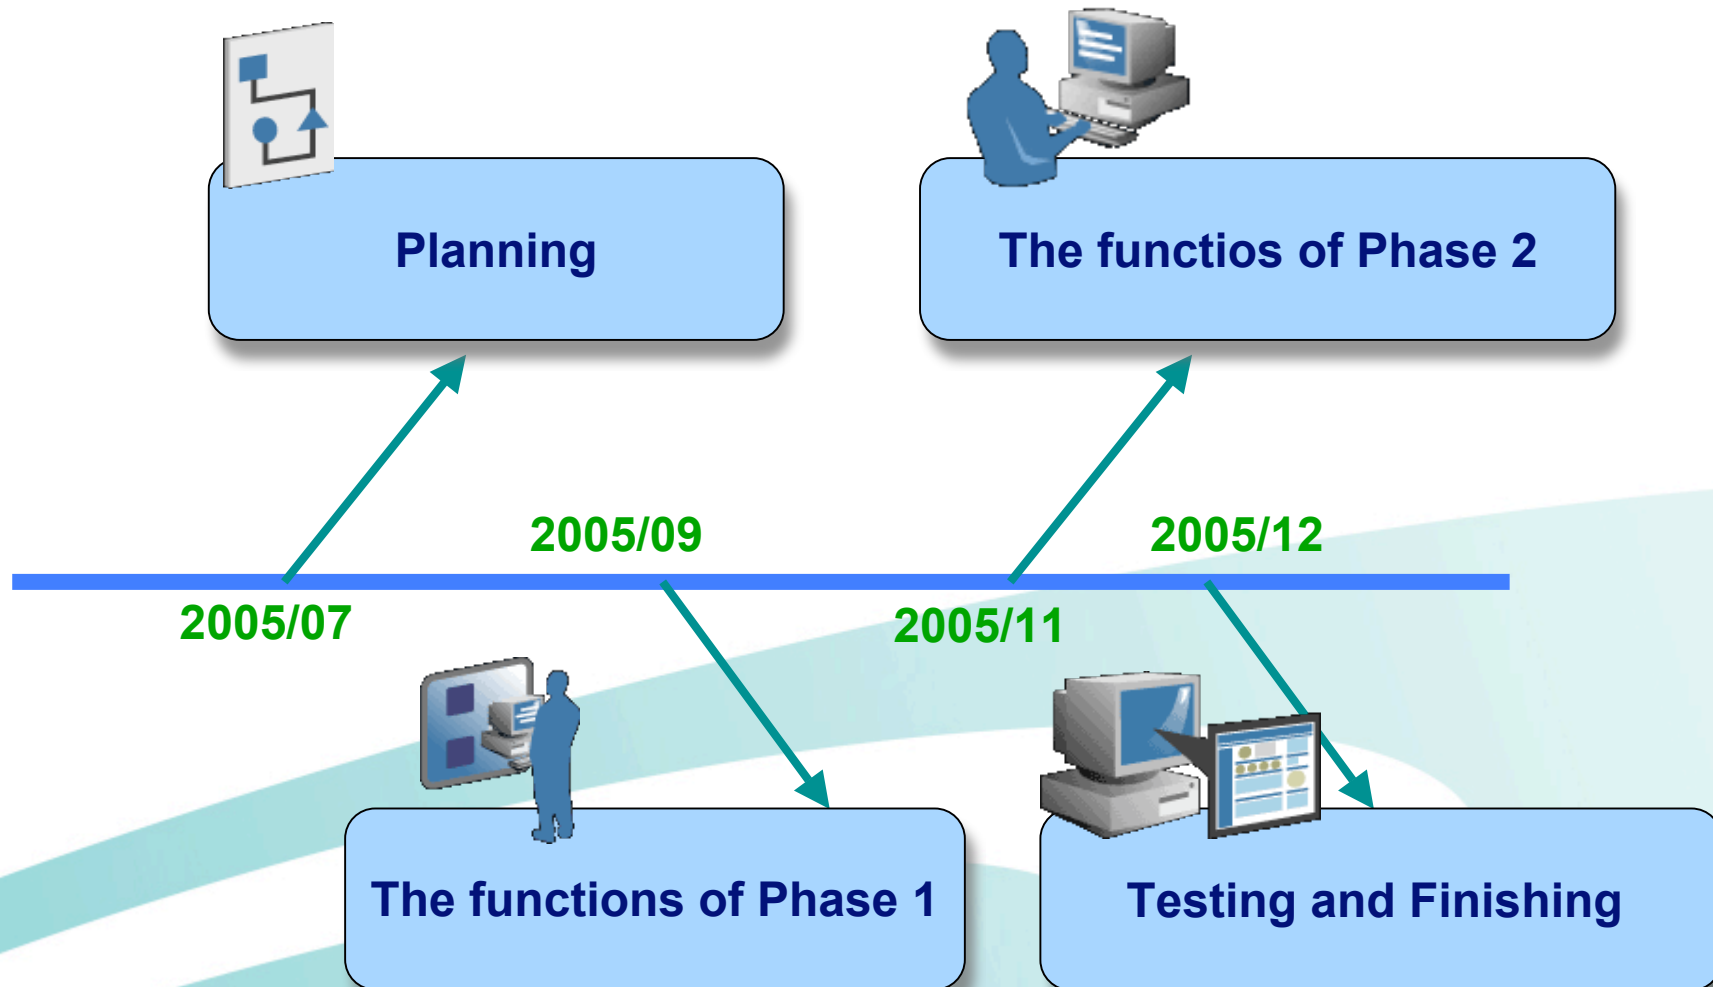 Planning
The functios of Phase 2
2005/09
2005/12
2005/07
2005/11
The functions of Phase 1
Testing and Finishing